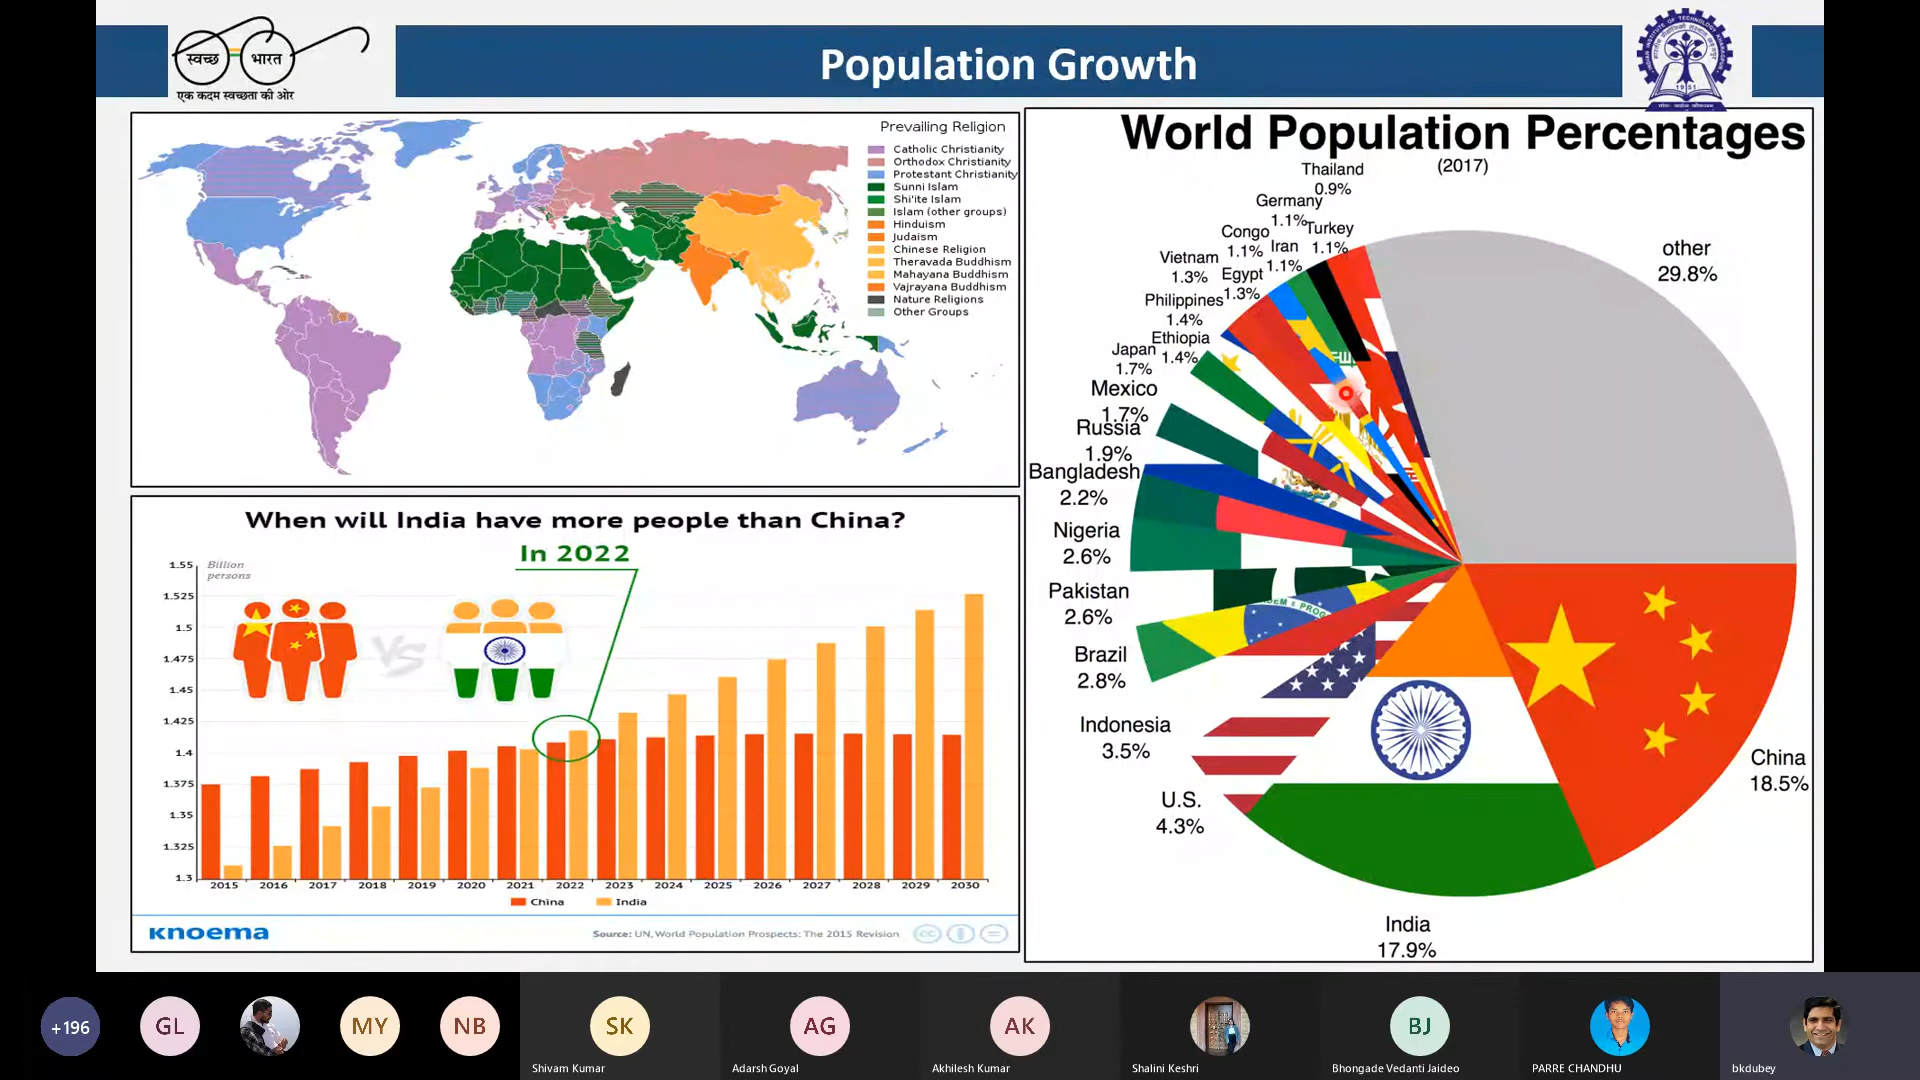 स्वच्छ भारत
एक कदम स्वच्छता की ओर
Population Growth
1951
Prevailing Religion
Catholic Christianity
Orthodox Christianity
Protestant Christianity
Sunni Islam
Shi'ite Islam
Islam (other groups)
Hinduism
Judaism
Chinese Religion
Theravada Buddhism
Mahayana Buddhism
Vajrayana Buddhism
Nature Religions
Other Groups
When will India have more people than China?
In 2022
Billion
persons
1.55
1.525
1.5
1.475
1.45
1.425
1.4
1.375
1.35
1.325
1.3
VS
2015 2016 2017 2018 2019 2020 2021 2022 2023 2024 2025 2026 2027 2028 2029 2030
China India
knoema
Source: UN, World Population Prospects: The 2015 Revision
World Population Percentages
(2017)
Thailand
0.9%
Germany
1.1%
Turkey
1.1%
Congo
1.1%
Iran
1.1%
Vietnam
1.3%
Egypt
1.3%
Philippines
1.4%
Ethiopia
1.4%
Japan
1.7%
Mexico
1.7%
Russia
1.9%
Bangladesh
2.2%
Nigeria
2.6%
Pakistan
2.6%
Brazil
2.8%
Indonesia
3.5%
U.S.
4.3%
India
17.9%
China
18.5%
other
29.8%
+196
GL
MY
NB
SK
Shivam Kumar
AG
Adarsh Goyal
AK
Akhilesh Kumar
Shalini Keshri
BJ
Bhongade Vedanti Jaideo
PARRE CHANDHU
bkdubey